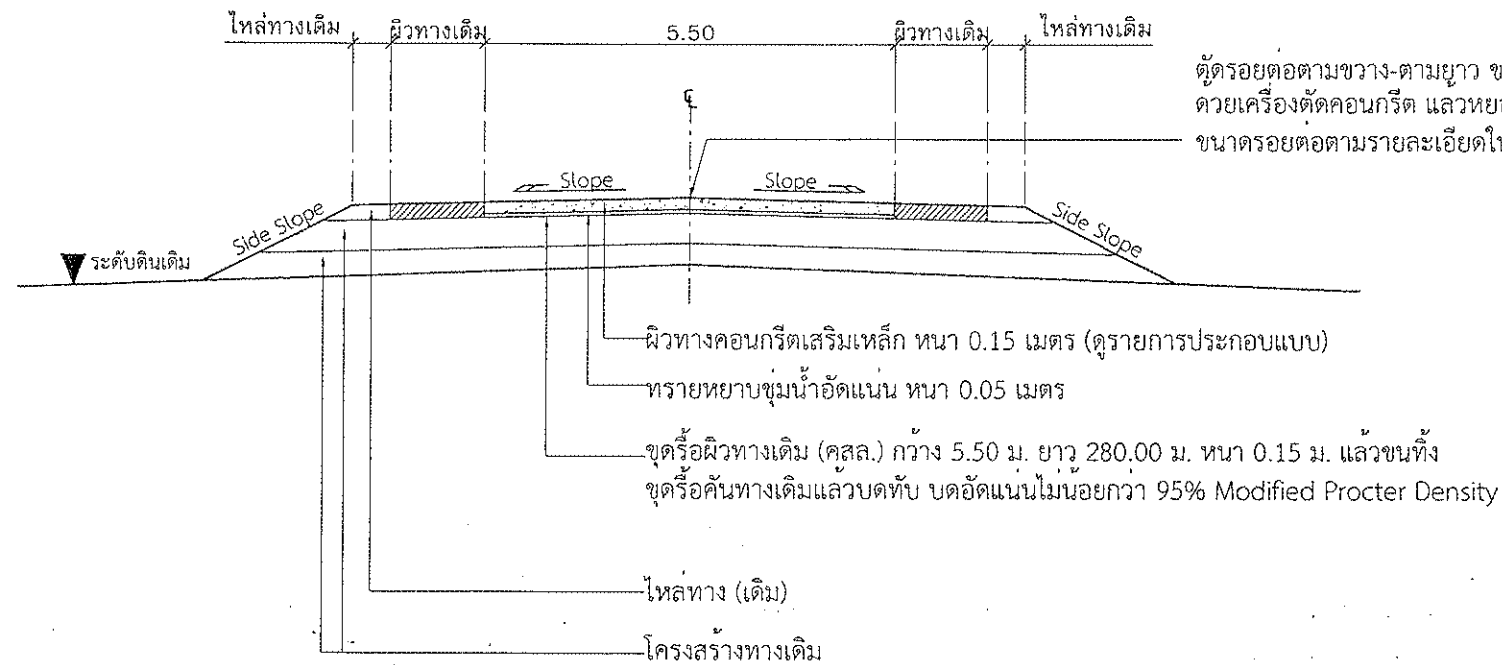 ไหล่ทางเดิม ผิวทางเดิม 5.50 ผิวทางเดิม ไหล่ทางเดิม
ตัดรอยต่อตามขวาง-ตามยาว
ด้วยเครื่องตัดคอนกรีต
ขนาดรอยต่อตามรายละเอียด
℄
Slope Slope
Side Slope Side Slope
ระดับดินเดิม
ผิวทางคอนกรีตเสริมเหล็ก หนา 0.15 เมตร (ดูรายการประกอบแบบ)
ทรายหยาบชุ่มน้ำอัดแน่น หนา 0.05 เมตร
ขุดรื้อผิวทางเดิม (คสล.) กว้าง 5.50 ม. ยาว 280.00 ม. หนา 0.15 ม. แล้วขนทิ้ง
ขุดรื้อคันทางเดิมแล้วบดทับ บดอัดแน่นไม่น้อยกว่า 95% Modified Procter Density
ไหล่ทาง (เดิม)
โครงสร้างทางเดิม